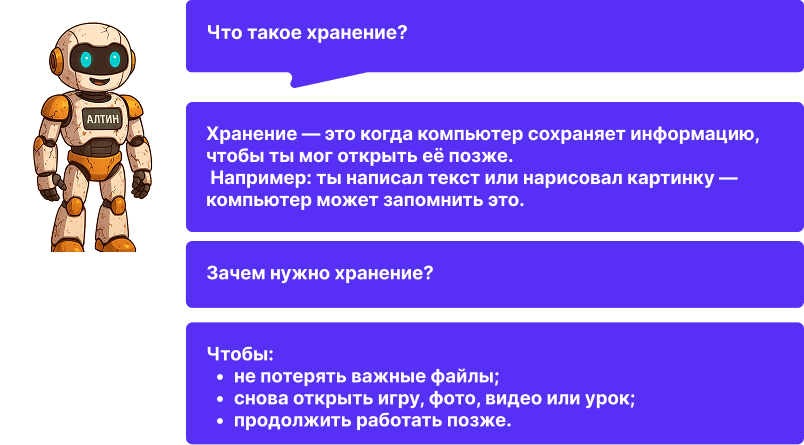 Что такое хранение?
АЛТИН
Хранение — это когда компьютер сохраняет информацию,
чтобы ты мог открыть её позже.
Например: ты написал текст или нарисовал картинку —
компьютер может запомнить это.
Зачем нужно хранение?
Чтобы:
• не потерять важные файлы;
• снова открыть игру, фото, видео или урок;
• продолжить работать позже.